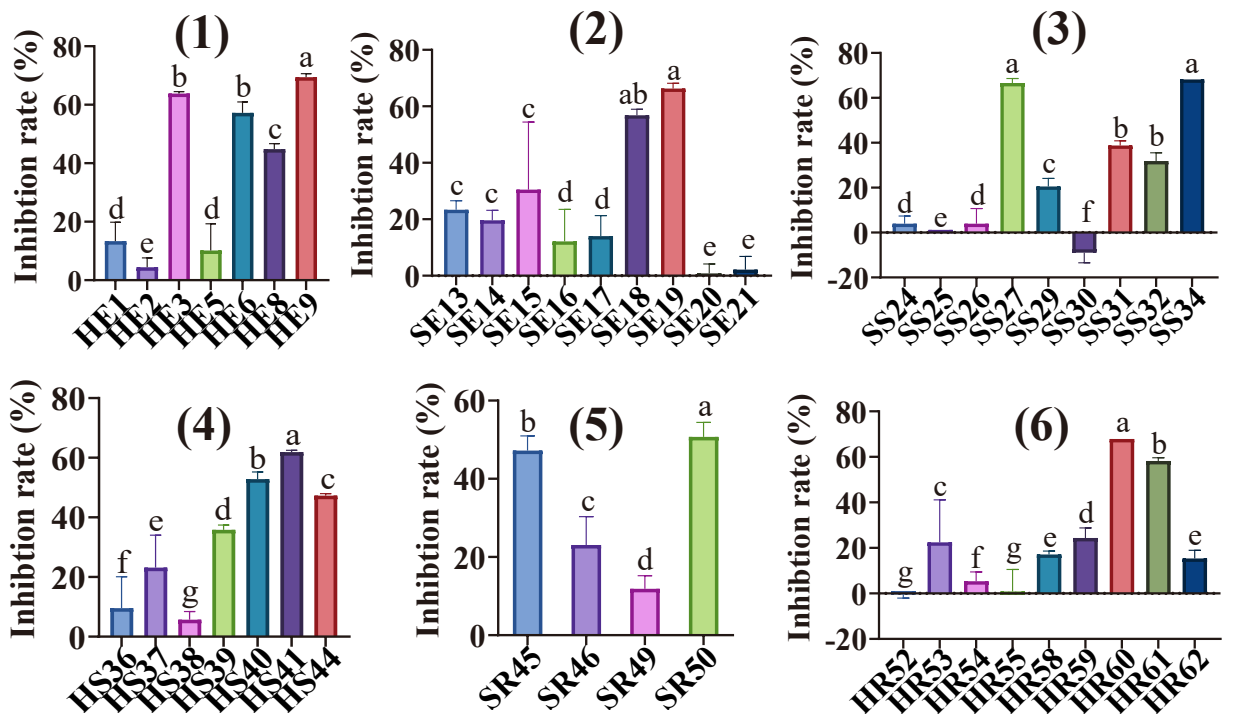 (1)
Inhibtion rate (%)
80
60
40
20
0
d
e
b
d
b
c
a
HE1
HE2
HE3
HE5
HE6
HE8
HE9
(2)
Inhibtion rate (%)
80
60
40
20
0
c
c
c
d
d
ab
a
e
e
SE13
SE14
SE15
SE16
SE17
SE18
SE19
SE20
SE21
(3)
Inhibtion rate (%)
80
60
40
20
0
-20
d
e
d
a
c
f
b
b
a
SS24
SS25
SS26
SS27
SS29
SS30
SS31
SS32
SS34
(4)
Inhibtion rate (%)
80
60
40
20
0
f
e
g
d
b
a
c
HS36
HS37
HS38
HS39
HS40
HS41
HS44
(5)
Inhibtion rate (%)
60
40
20
0
b
c
d
a
SR45
SR46
SR49
SR50
(6)
Inhibtion rate (%)
80
60
40
20
0
-20
g
c
f
g
e
d
a
b
e
HR52
HR53
HR54
HR55
HR58
HR59
HR60
HR61
HR62